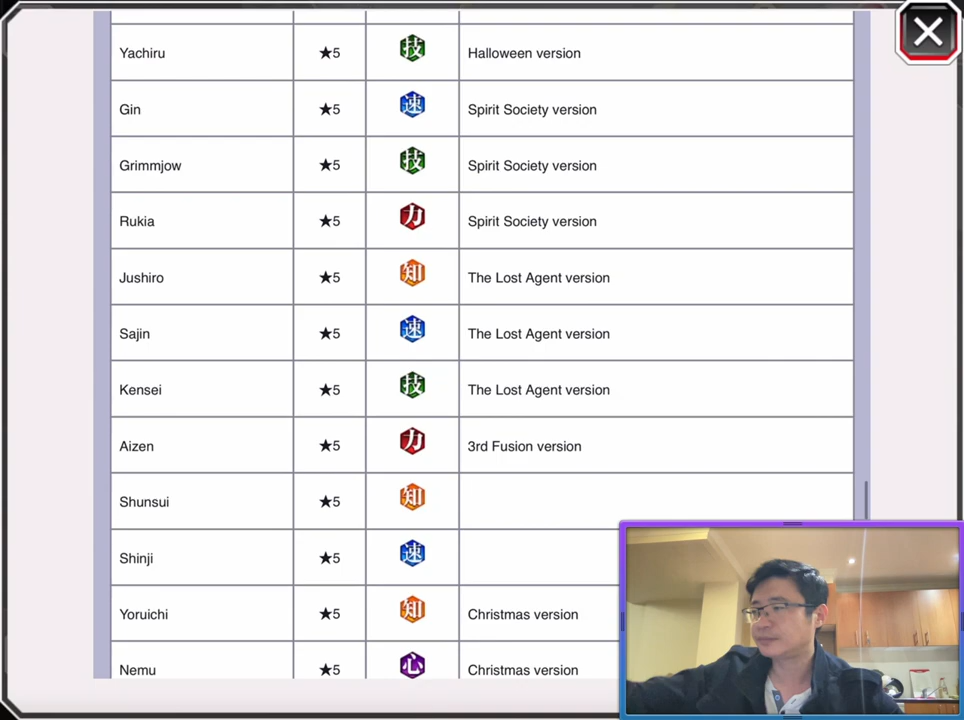 Yachiru ★5 技 Halloween version
Gin ★5 速 Spirit Society version
Grimmjow ★5 技 Spirit Society version
Rukia ★5 力 Spirit Society version
Jushiro ★5 知 The Lost Agent version
Sajin ★5 速 The Lost Agent version
Kensei ★5 技 The Lost Agent version
Aizen ★5 力 3rd Fusion version
Shunsui ★5 知
Shinji ★5 速
Yoruichi ★5 知 Christmas version
Nemu ★5 心 Christmas version